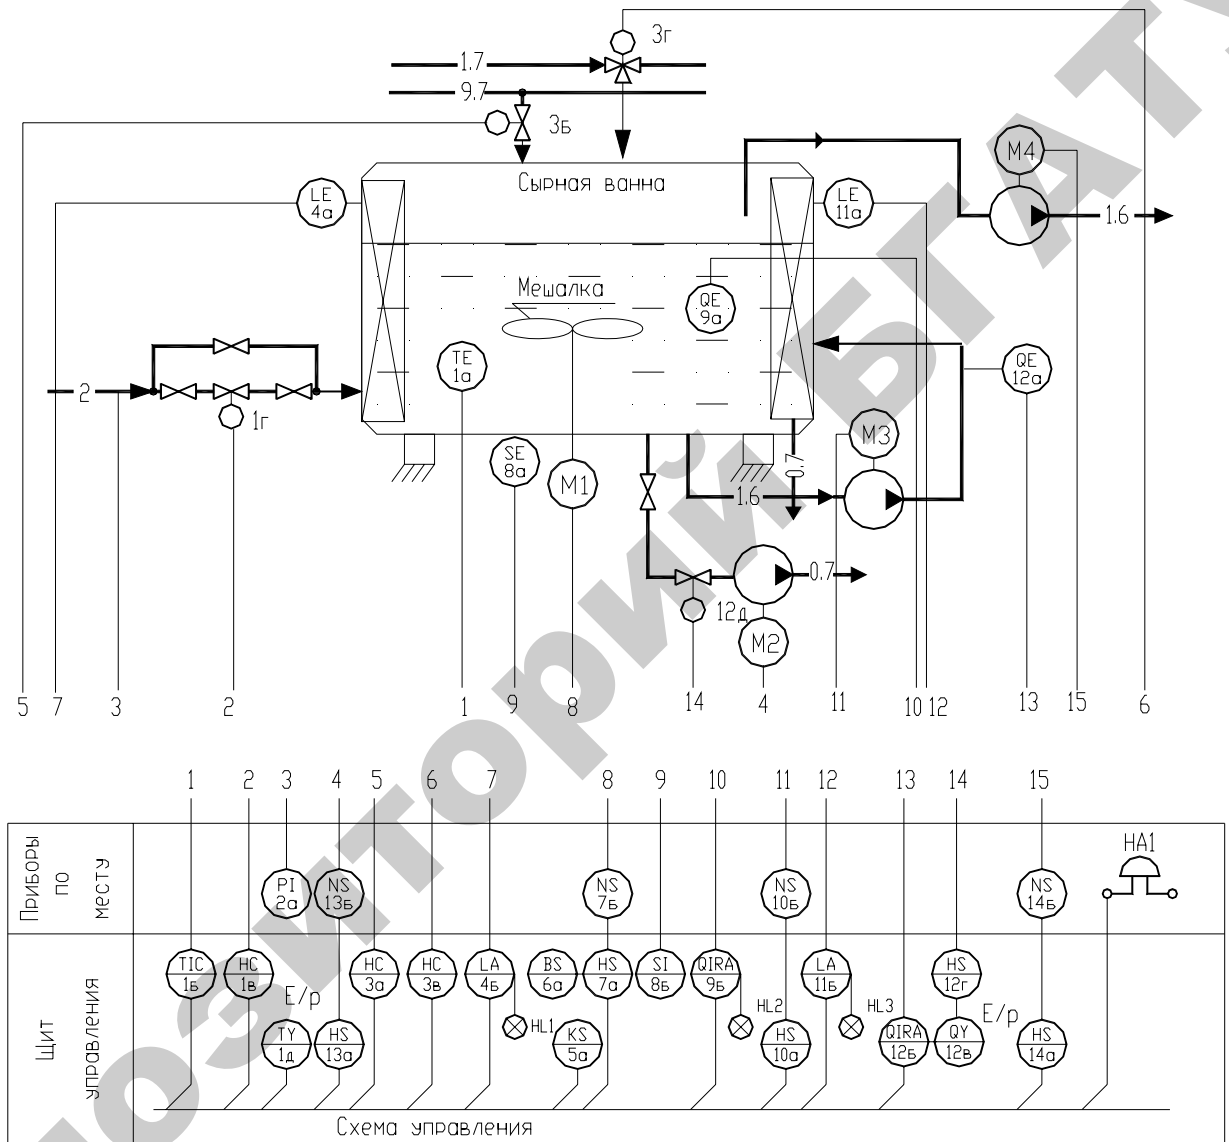 3г
1.7
9.7
3Б
М4
Сырная ванна
LE
4а
LE
11а
1.6
Мешалка
QE
9а
TE
1а
QE
12а
2
1г
М3
SE
8а
М1
0.7
1.6
0.7
12д
М2
5 7 3 2 1 9 8 14 4 11 10 12 13 15 6
1 2 3 4 5 6 7 8 9 10 11 12 13 14 15
Приборы
по
месту
HA1
PI
2а
NS
13Б
NS
7Б
NS
10Б
NS
14Б
Щит
управления
TIC
1Б
HC
1в
HC
3а
HC
3в
LA
4Б
BS
6а
HS
7а
SI
8Б
QIRA
9Б
LA
11Б
HS
12г
E/p
TY
1д
HS
13а
HL1
KS
5а
HL2
HS
10а
HL3
QIRA
12Б
QY
12в
E/p
HS
14а
Схема управления
позиторий БГАТУ